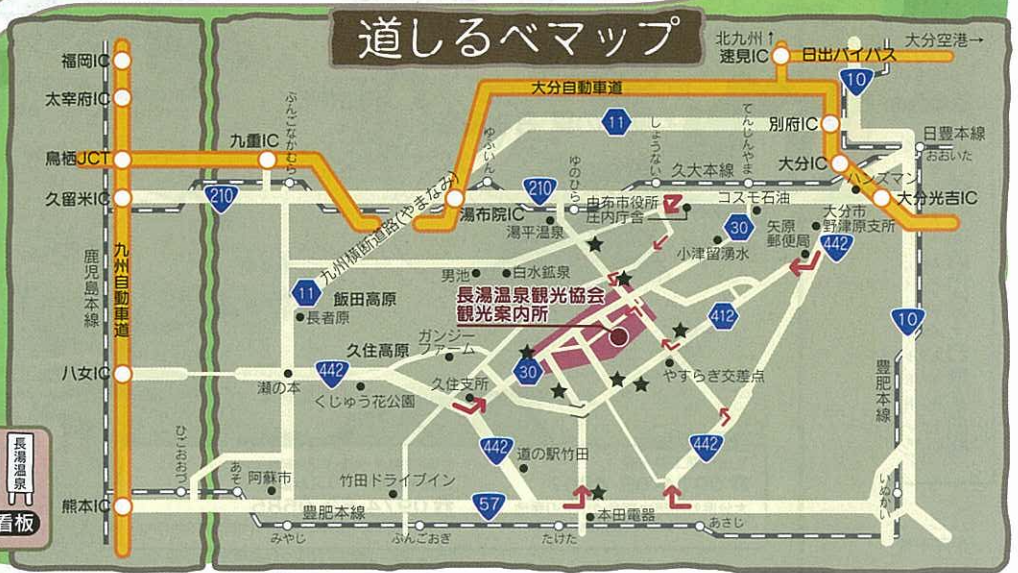 道しるべマップ
北九州↑
大分空港→
福岡IC
速見IC
日出バイパス
10
大分自動車道
太宰府IC
ぶんごなかむら
11
しょうない
てんじんやま
別府IC
日豊本線
九重IC
ゆふいん
おおいた
鳥栖JCT
ゆのひら
久大本線
大分IC
ハンズマン
久留米IC
210
九州横断道路(やまなみ)
湯布院IC
210
由布市役所
庄内庁舎
コスモ石油
大分光吉IC
湯平温泉
30
矢原
郵便局
大分市
野津原支所
442
小津留湧水
鹿児島本線
九州自動車道
男池
白水鉱泉
11
飯田高原
長湯温泉観光協会
観光案内所
長者原
412
10
ガンジー
ファーム
久住高原
30
八女IC
442
瀬の本
くじゅう花公園
久住支所
やすらぎ交差点
豊肥本線
長湯温泉
看板
ひごおおづ
あそ
阿蘇市
442
道の駅竹田
442
竹田ドライブイン
いぬかい
熊本IC
57
豊肥本線
本田電器
みやじ
ぶんごおぎ
たけた
あさじ